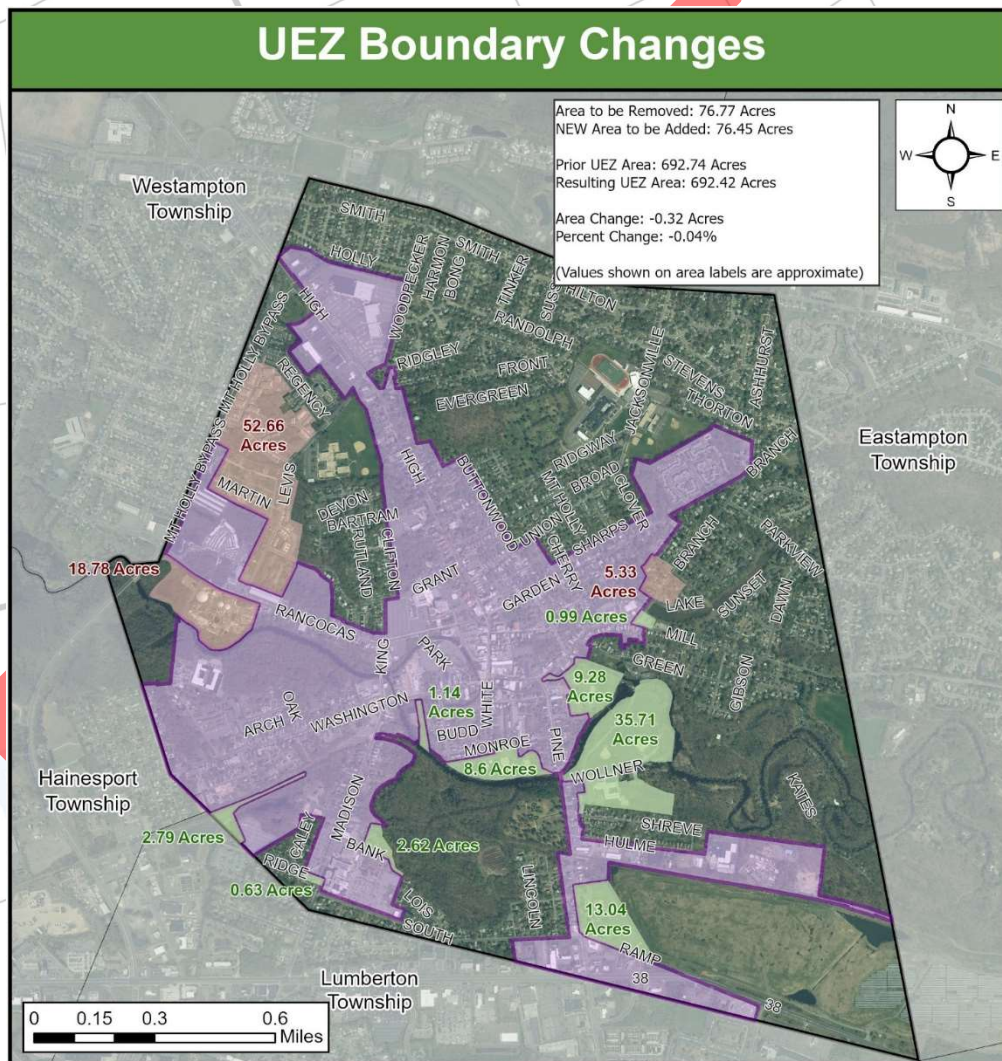 UEZ Boundary Changes
Area to be Removed: 76.77 Acres
NEW Area to be Added: 76.45 Acres
Prior UEZ Area: 692.74 Acres
Resulting UEZ Area: 692.42 Acres
Area Change: -0.32 Acres
Percent Change: -0.04%
(Values shown on area labels are approximate)
N
W
E
S
Westampton
Township
SMITH
HOLLY
WOODPECKER
HARMON
BONG
SMITH
TINKER
SUSS
HILTON
HIGH
RANDOLPH
MT HOLLY BYPASS
RIDGLEY
FRONT
JACKSONVILLE
STEVENS
THORTON
ASHHURST
REGENCY
EVERGREEN
52.66
Acres
Eastampton
Township
MT HOLLY BYPASS
MARTIN
LEVIS
HIGH
BUTTONWOOD
RIDGWAY
BROAD
MT HOLLY
CLOVER
BRANCH
DEVON
BARTRAM
RUTLAND
CLIFTON
UNION
CHERRY
SHARPS
BRANCH
PARKVIEW
18.78 Acres
GRANT
GARDEN
5.33
Acres
LAKE
SUNSET
DAWN
RANCOCAS
0.99 Acres
MILL
KING
PARK
GREEN
GIBSON
ARCH
OAK
WASHINGTON
1.14
Acres
WHITE
BUDD
9.28
Acres
35.71
Acres
MONROE
PINE
8.6 Acres
WOLLNER
KATES
Hainesport
Township
2.79 Acres
CALEY
MADISON
BANK
2.62 Acres
SHREVE
HULME
RIDGE
0.63 Acres
LOIS
SOUTH
LINCOLN
13.04
Acres
RAMP
38
38
Lumberton
Township
0 0.15 0.3 0.6
Miles